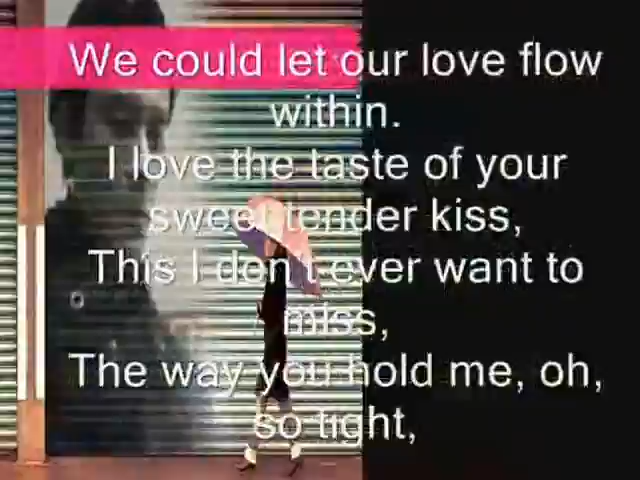 We could let our love flow
within.
I love the taste of your
sweet tender kiss,
This I don't ever want to
miss,
The way you hold me, oh,
so tight,